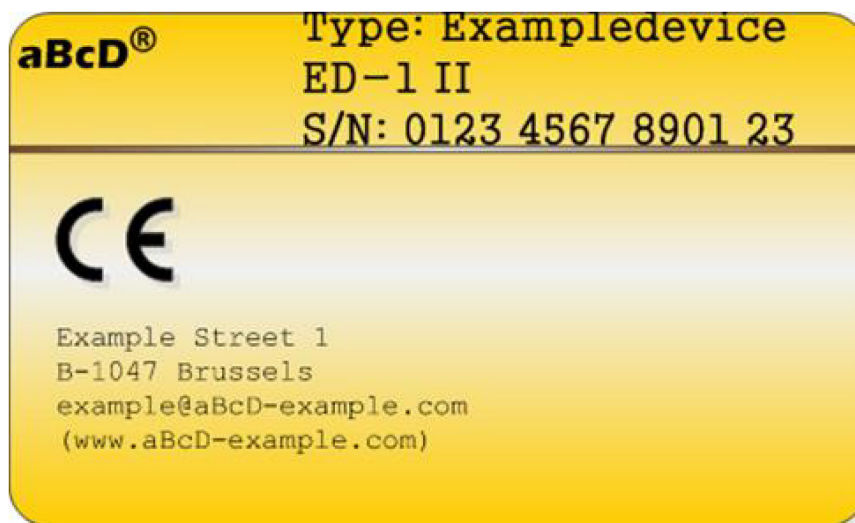 aBcD®
Type: Exampledevice
ED-1 II
S/N: 0123 4567 8901 23
CE
Example Street 1
B-1047 Brussels
example@aBcD-example.com
(www.aBcD-example.com)